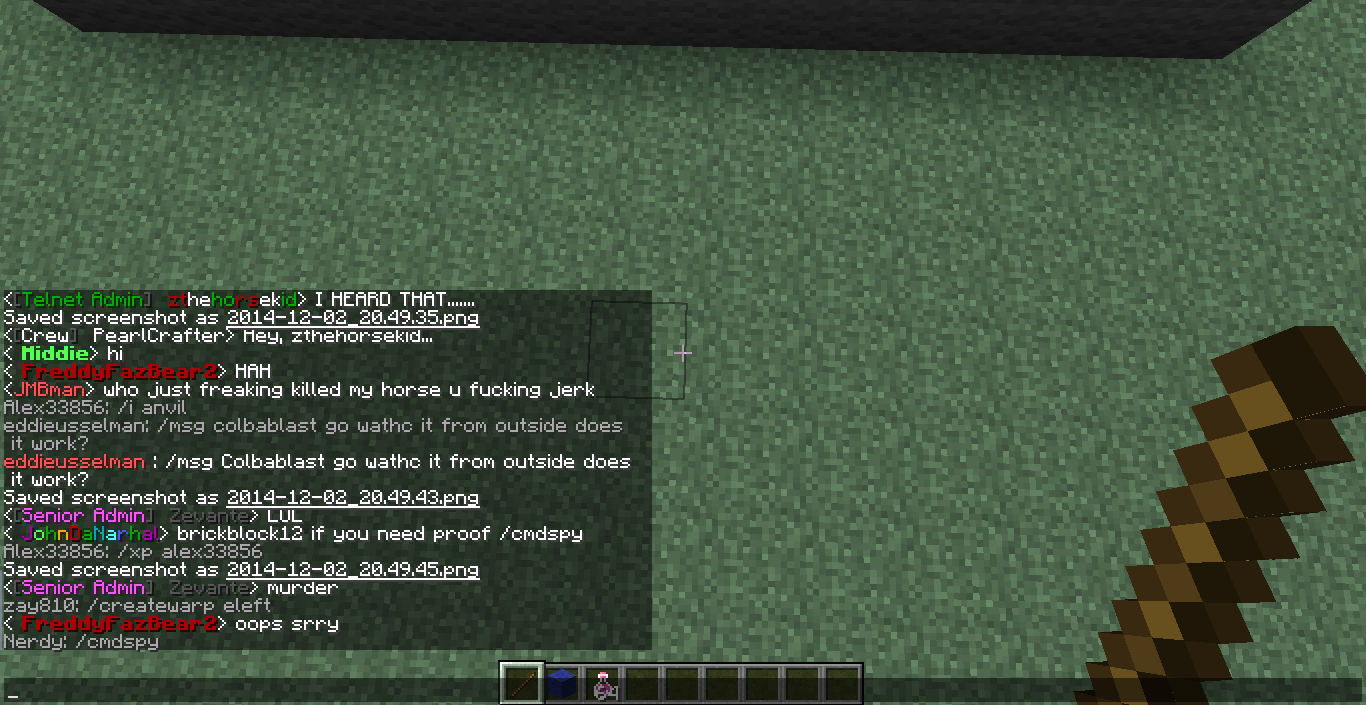 <[Telnet Admin] zthehorsekid> I HEARD THAT......
Saved screenshot as 2014-12-02_20.49.35.png
<[Crew] PearlCrafter> Hey, zthehorsekid...
< Middie> hi
< FreddyFazBear2> HAH
<JMBman> who just freaking killed my horse u fucking jerk
Alex33856: /i anvil
eddieusselman: /msg colbablast go wathc it from outside does
it work?
eddieusselman : /msg Colbablast go wathc it from outside does
it work?
Saved screenshot as 2014-12-02_20.49.43.png
<[Senior Admin] Zevante> LUL
< JohnDaNarhal> brickblock12 if you need proof /cmdspy
Alex33856: /xp alex33856
Saved screenshot as 2014-12-02_20.49.45.png
<[Senior Admin] Zevante> murder
zay810: /createwarp eleft
< FreddyFazBear2> oops srry
Nerdy: /cmdspy
_